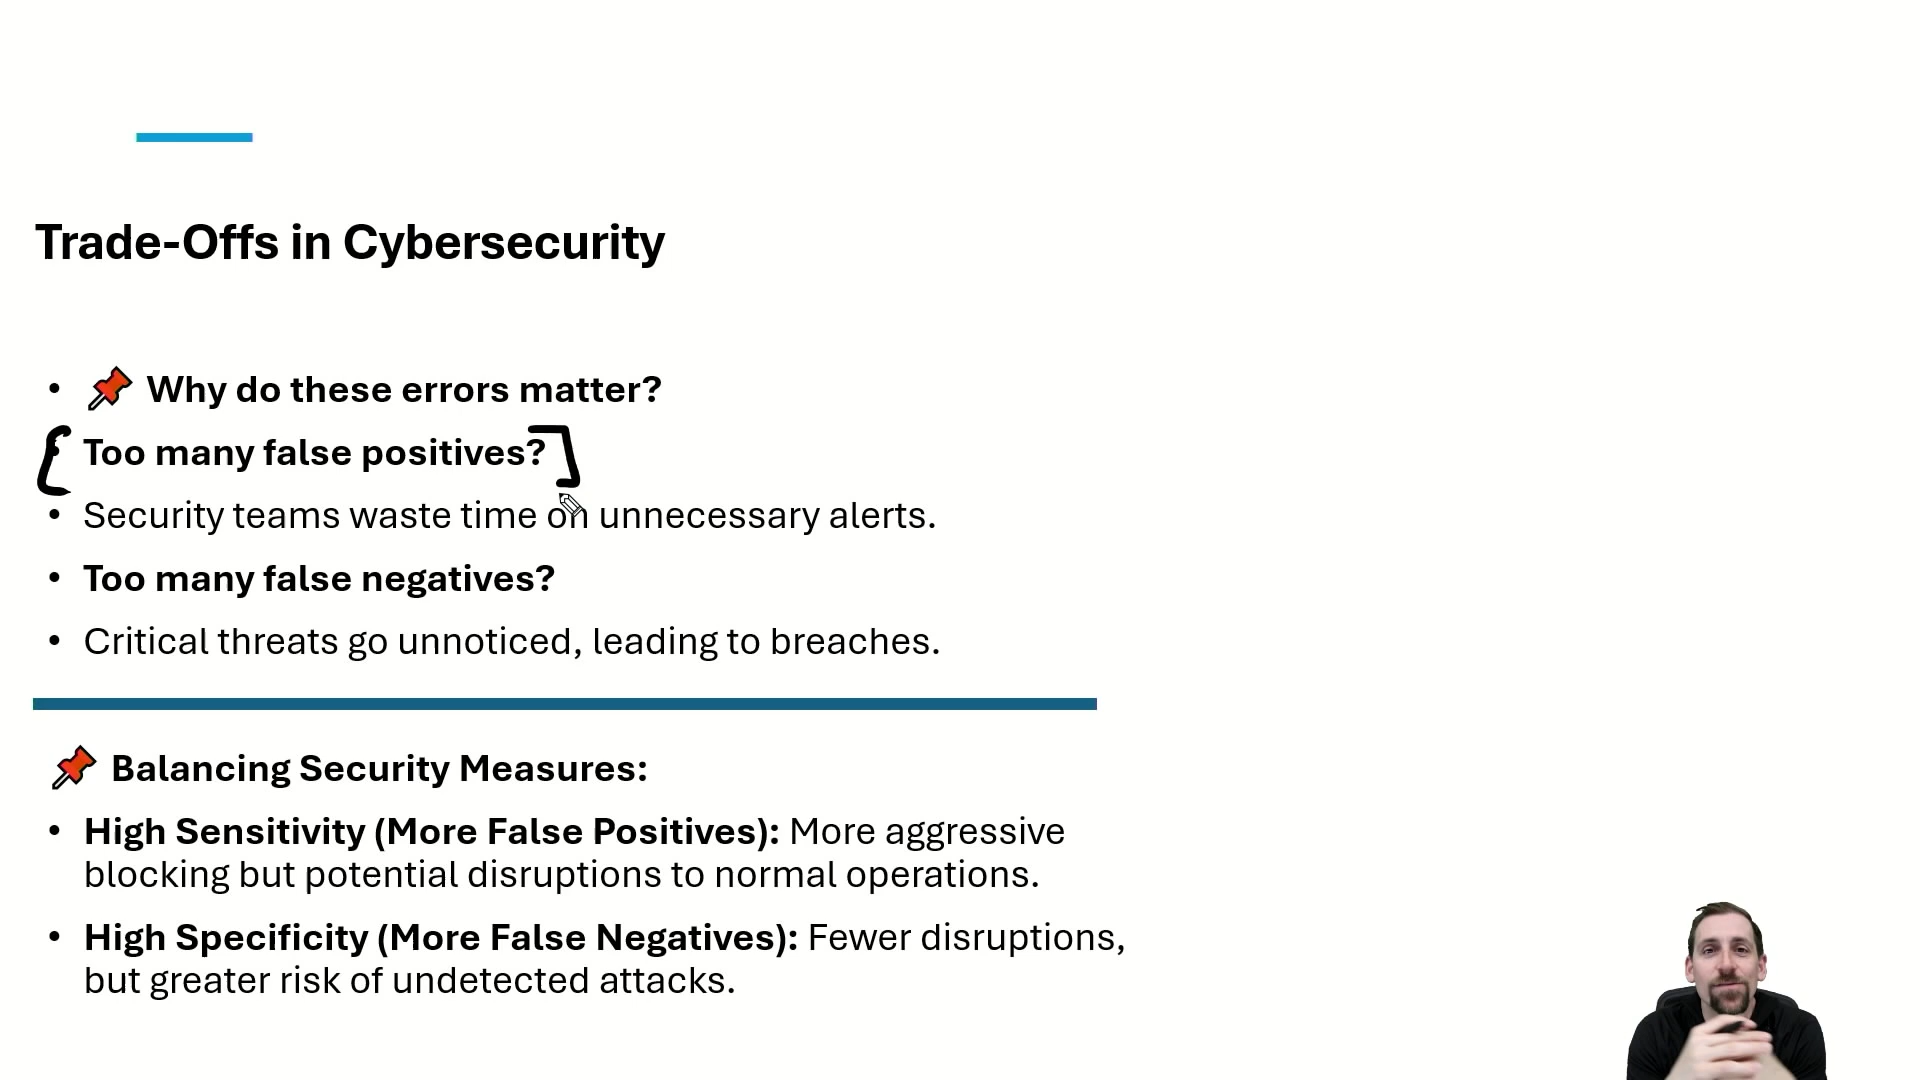 Trade-Offs in Cybersecurity
• 📌 Why do these errors matter?
[Too many false positives?]
• Security teams waste time on unnecessary alerts.
• Too many false negatives?
• Critical threats go unnoticed, leading to breaches.
📌 Balancing Security Measures:
• High Sensitivity (More False Positives): More aggressive
blocking but potential disruptions to normal operations.
• High Specificity (More False Negatives): Fewer disruptions,
but greater risk of undetected attacks.